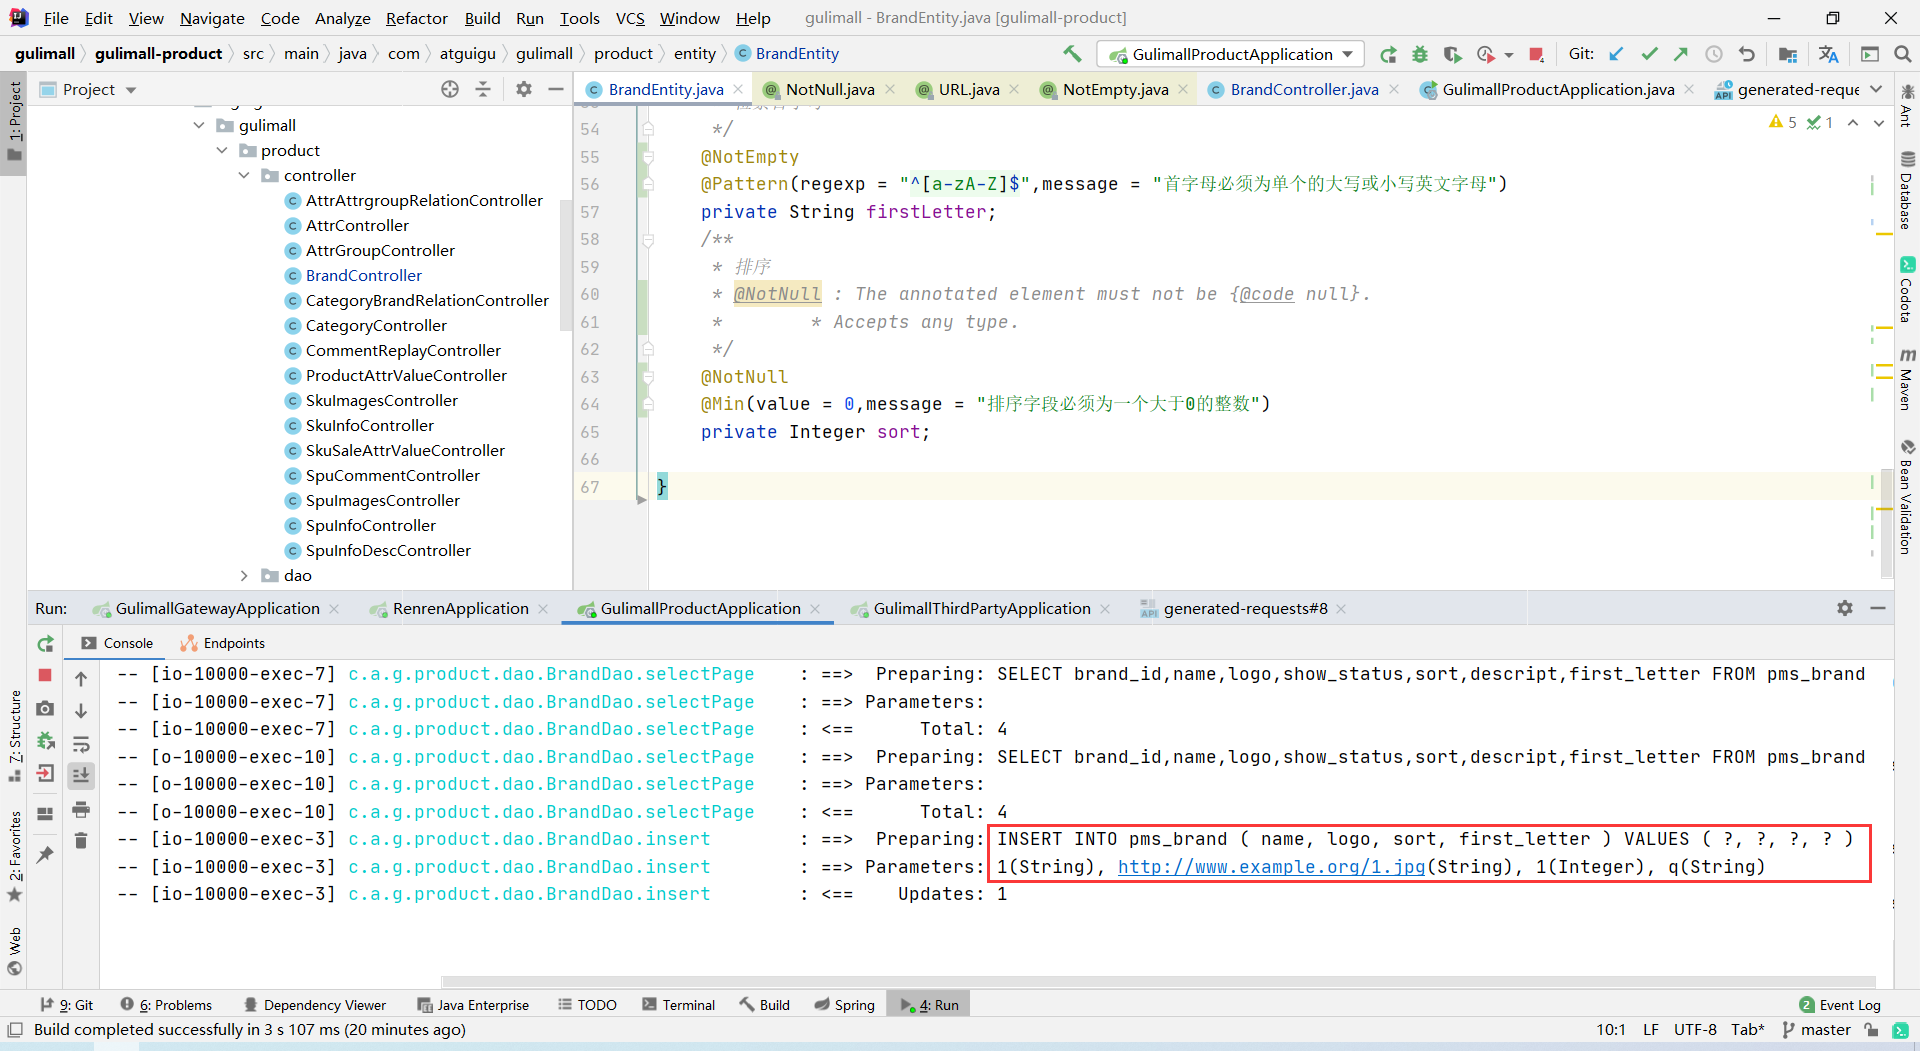 File Edit View Navigate Code Analyze Refactor Build Run Tools VCS Window Help gulimall - BrandEntity.java [gulimall-product]
gulimall gulimall-product src main java com atguigu gulimall product entity BrandEntity GulimallProductApplication Git:
Project
BrandEntity.java NotNull.java URL.java NotEmpty.java BrandController.java GulimallProductApplication.java generated-reque
1: Project
gulimall
product
controller
AttrAttrgroupRelationController
AttrController
AttrGroupController
BrandController
CategoryBrandRelationController
CategoryController
CommentReplayController
ProductAttrValueController
SkuImagesController
SkuInfoController
SkuSaleAttrValueController
SpuCommentController
SpuImagesController
SpuInfoController
SpuInfoDescController
dao
5 1
54 */
55 @NotEmpty
56 @Pattern(regexp = "^[a-zA-Z]$",message = "首字母必须为单个的大写或小写英文字母")
57 private String firstLetter;
58 /**
59 * 排序
60 * @NotNull : The annotated element must not be {@code null}.
61 * * Accepts any type.
62 */
63 @NotNull
64 @Min(value = 0,message = "排序字段必须为一个大于0的整数")
65 private Integer sort;
66
67 }
Ant
Database
Codota
Maven
Bean Validation
Run: GulimallGatewayApplication RenrenApplication GulimallProductApplication GulimallThirdPartyApplication generated-requests#8
Console Endpoints
-- [io-10000-exec-7] c.a.g.product.dao.BrandDao.selectPage : ==> Preparing: SELECT brand_id,name,logo,show_status,sort,descript,first_letter FROM pms_brand
-- [io-10000-exec-7] c.a.g.product.dao.BrandDao.selectPage : ==> Parameters:
-- [io-10000-exec-7] c.a.g.product.dao.BrandDao.selectPage : <== Total: 4
-- [o-10000-exec-10] c.a.g.product.dao.BrandDao.selectPage : ==> Preparing: SELECT brand_id,name,logo,show_status,sort,descript,first_letter FROM pms_brand
-- [o-10000-exec-10] c.a.g.product.dao.BrandDao.selectPage : ==> Parameters:
-- [o-10000-exec-10] c.a.g.product.dao.BrandDao.selectPage : <== Total: 4
-- [io-10000-exec-3] c.a.g.product.dao.BrandDao.insert : ==> Preparing: INSERT INTO pms_brand ( name, logo, sort, first_letter ) VALUES ( ?, ?, ?, ? )
-- [io-10000-exec-3] c.a.g.product.dao.BrandDao.insert : ==> Parameters: 1(String), http://www.example.org/1.jpg(String), 1(Integer), q(String)
-- [io-10000-exec-3] c.a.g.product.dao.BrandDao.insert : <== Updates: 1
7: Structure
2: Favorites
Web
9: Git 6: Problems Dependency Viewer Java Enterprise TODO Terminal Build Spring 4: Run 2 Event Log
Build completed successfully in 3 s 107 ms (20 minutes ago) 10:1 LF UTF-8 Tab* master